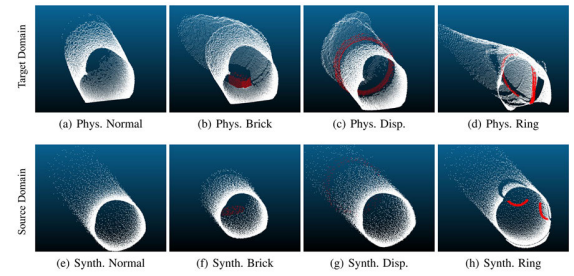 Target Domain
(a) Phys. Normal
(b) Phys. Brick
(c) Phys. Disp.
(d) Phys. Ring
Source Domain
(e) Synth. Normal
(f) Synth. Brick
(g) Synth. Disp.
(h) Synth. Ring